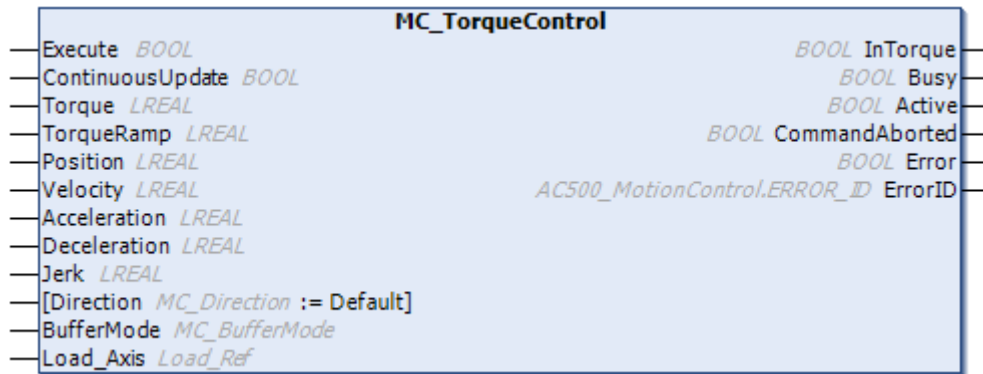 MC_TorqueControl
Execute BOOL BOOL InTorque
ContinuousUpdate BOOL BOOL Busy
Torque LREAL BOOL Active
TorqueRamp LREAL BOOL CommandAborted
Position LREAL BOOL Error
Velocity LREAL AC500_MotionControl.ERROR_ID ErrorID
Acceleration LREAL
Deceleration LREAL
Jerk LREAL
[Direction MC_Direction := Default]
BufferMode MC_BufferMode
Load_Axis Load_Ref